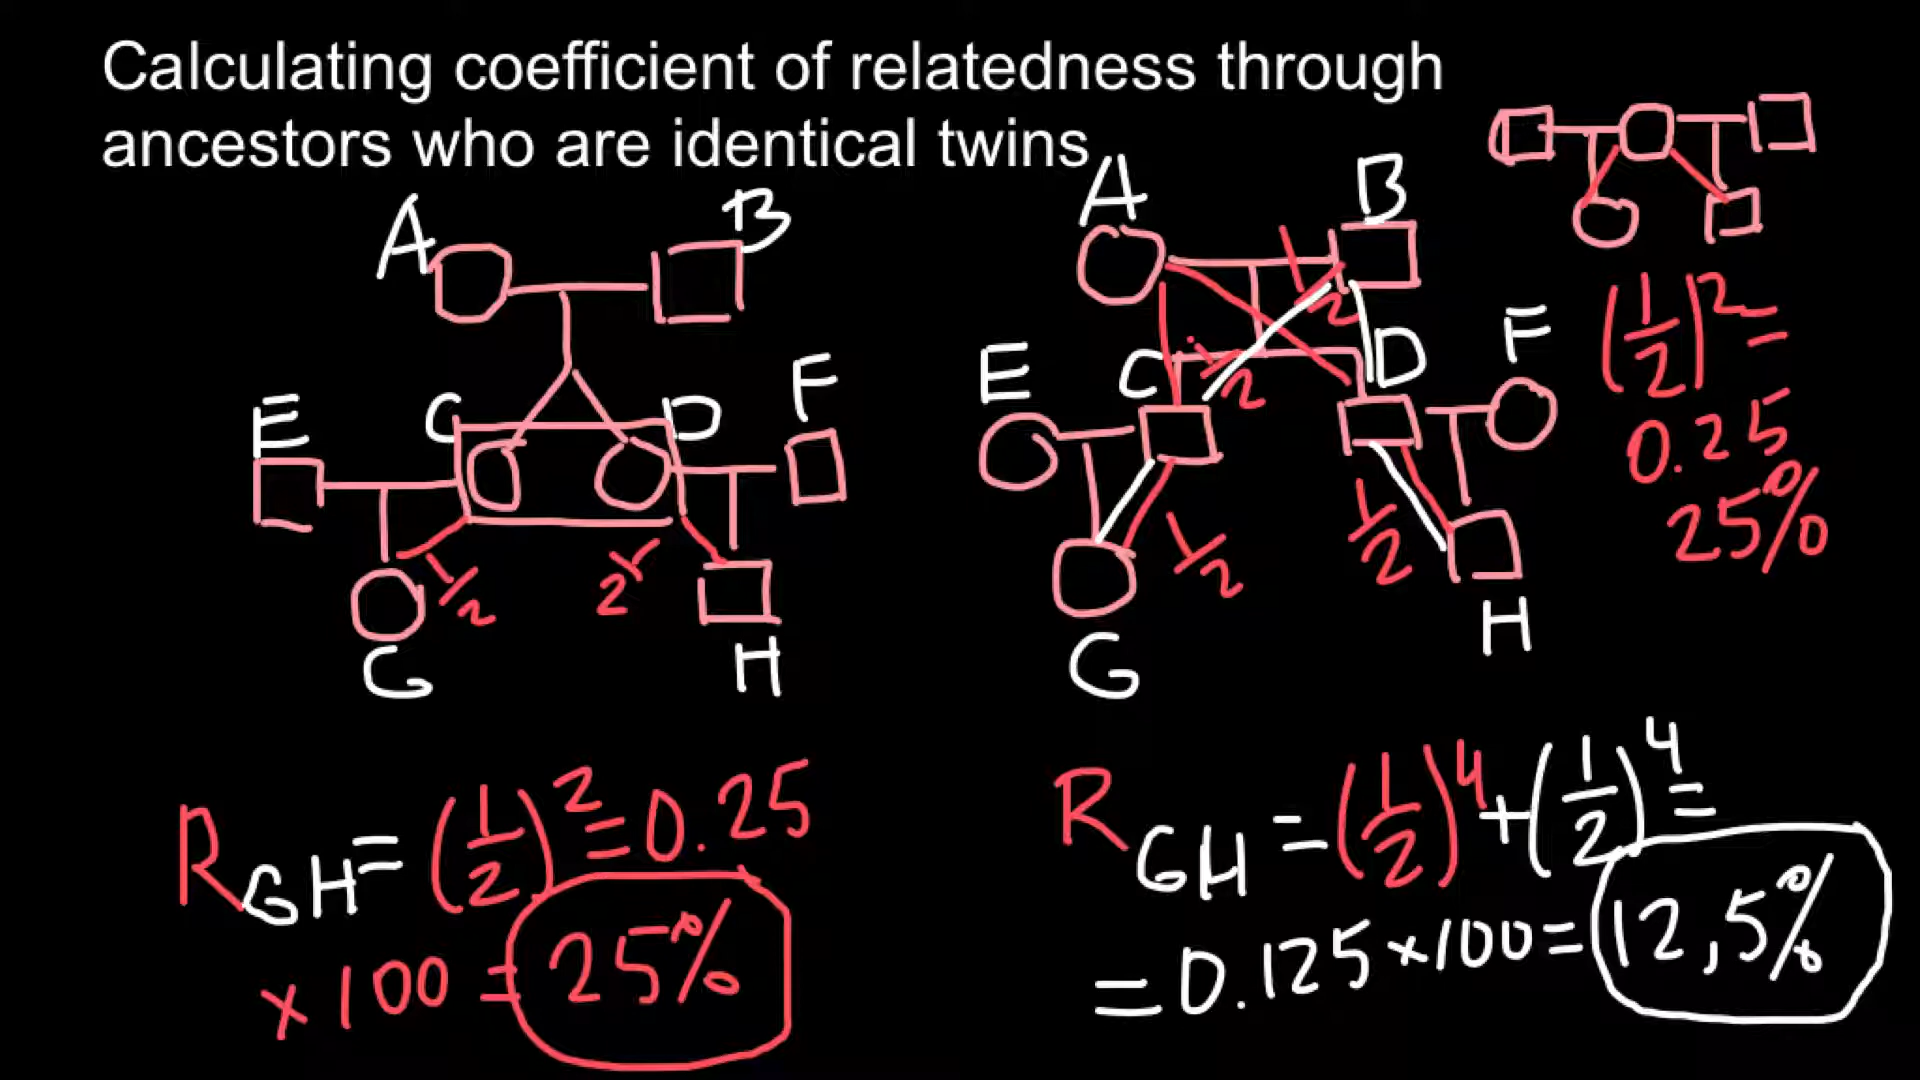 Calculating coefficient of relatedness through
ancestors who are identical twins
A B
E C D F
1/2 1/2
G H
R GH = (1/2)^2 = 0.25
x 100 = 25%
A B
1/2
E C 1/2 D F
1/2 1/2
G H
R GH = (1/2)^4 + (1/2)^4 =
= 0.125 x 100 = 12,5%
(1/2)^2 =
0.25
25%